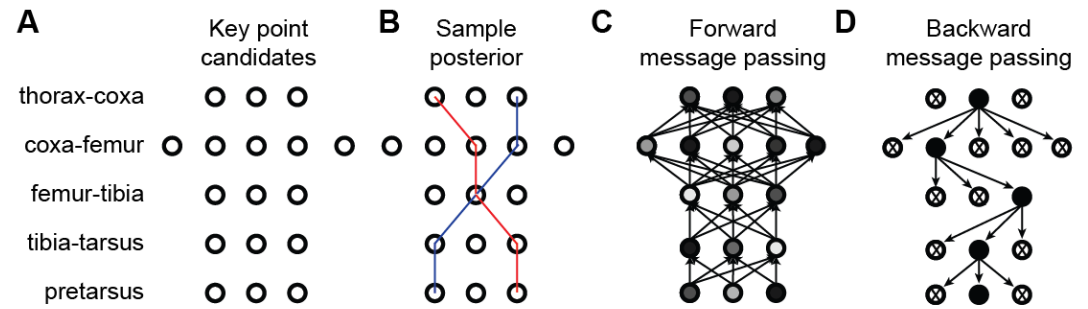 A
Key point
candidates
B
Sample
posterior
C
Forward
message passing
D
Backward
message passing
thorax-coxa
coxa-femur
femur-tibia
tibia-tarsus
pretarsus